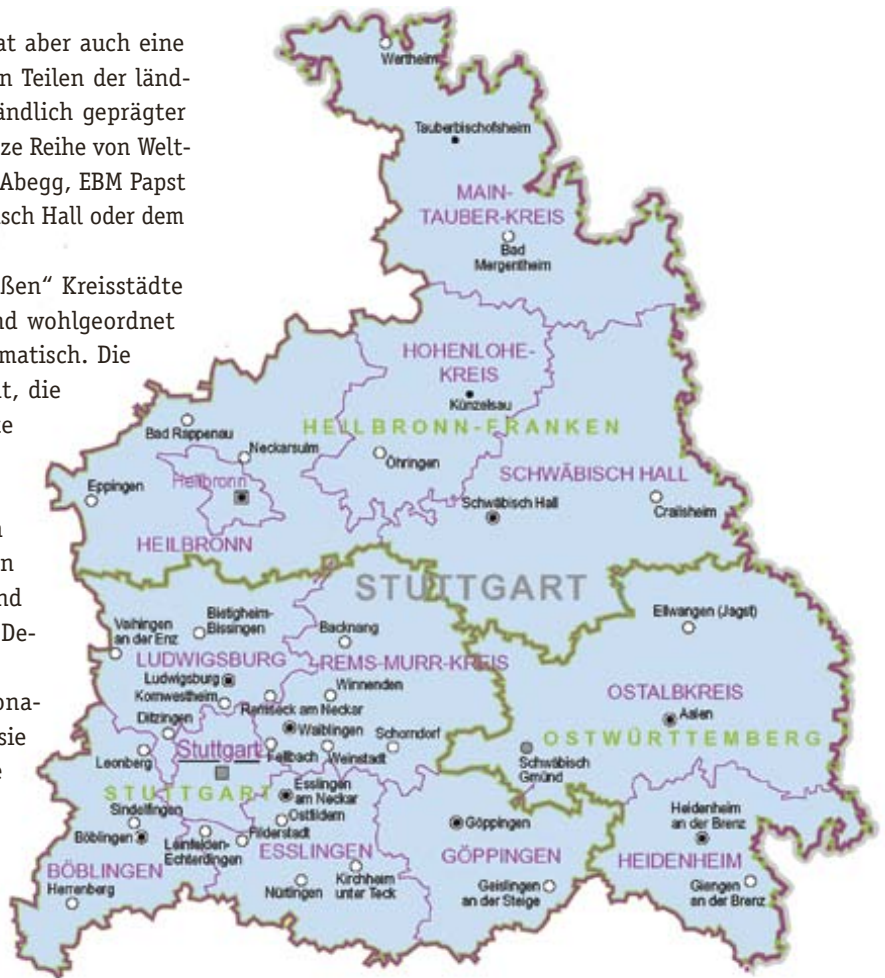 at aber auch eine
n Teilen der länd-
ändlich geprägter
ze Reihe von Welt-
Abegg, EBM Papst
isch Hall oder dem
ßen“ Kreisstädte
nd wohlgeordnet
matisch. Die
t, die
te
n
n
nd
De-
ona-
sie
e
Wertheim
Tauberbischofsheim
MAIN-
TAUBER-KREIS
Bad
Mergentheim
HOHENLOHE-
KREIS
Künzelsau
HEILBRONN-FRANKEN
Bad Rappenau
Neckarsulm
Öhringen
SCHWÄBISCH HALL
Eppingen
Heilbronn
Schwäbisch Hall
Crailsheim
HEILBRONN
STUTTGART
Vaihingen
an der Enz
Bietigheim-
Bissingen
Backnang
Ellwangen (Jagst)
LUDWIGSBURG
REMS-MURR-KREIS
Ludwigsburg
Kornwestheim
Remseck am Neckar
Winnenden
OSTALBKREIS
Aalen
Ditzingen
Waiblingen
Schorndorf
OSTWÜRTTEMBERG
Leonberg
Stuttgart
Fellbach
Weinstadt
Schwäbisch
Gmünd
STUTTGART
Esslingen
am Neckar
Sindelfingen
Ostfildern
Heidenheim
an der Brenz
Böblingen
Leinfelden-
Echterdingen
Filderstadt
Göppingen
BÖBLINGEN
ESSLINGEN
GÖPPINGEN
HEIDENHEIM
Herrenberg
Nürtingen
Kirchheim
unter Teck
Geislingen
an der Steige
Giengen
an der Brenz